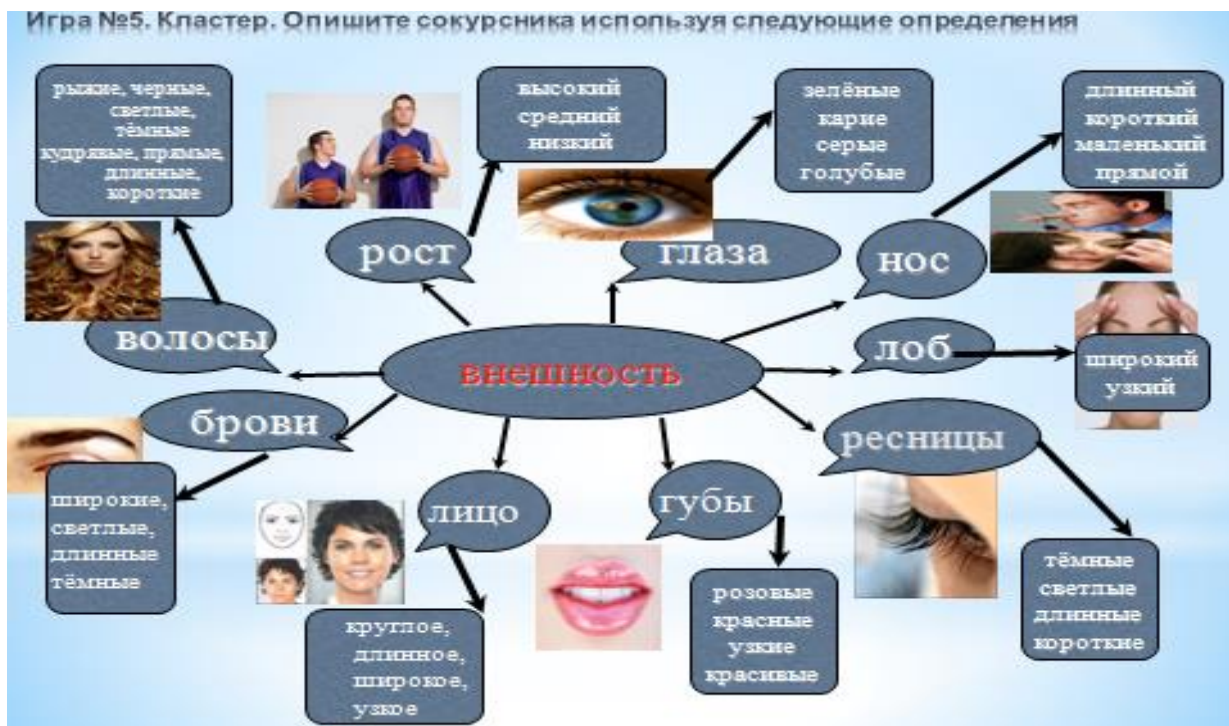 Игра №5. Кластер. Опишите сокурсника используя следующие определения
рыжие, черные,
светлые,
тёмные
кудрявые, прямые,
длинные,
короткие
высокий
средний
низкий
зелёные
карие
серые
голубые
длинный
короткий
маленький
прямой
рост
глаза
нос
волосы
внешность
лоб
широкий
узкий
брови
ресницы
широкие,
светлые,
длинные
тёмные
лицо
губы
круглое,
длинное,
широкое,
узкое
розовые
красные
узкие
красивые
тёмные
светлые
длинные
короткие